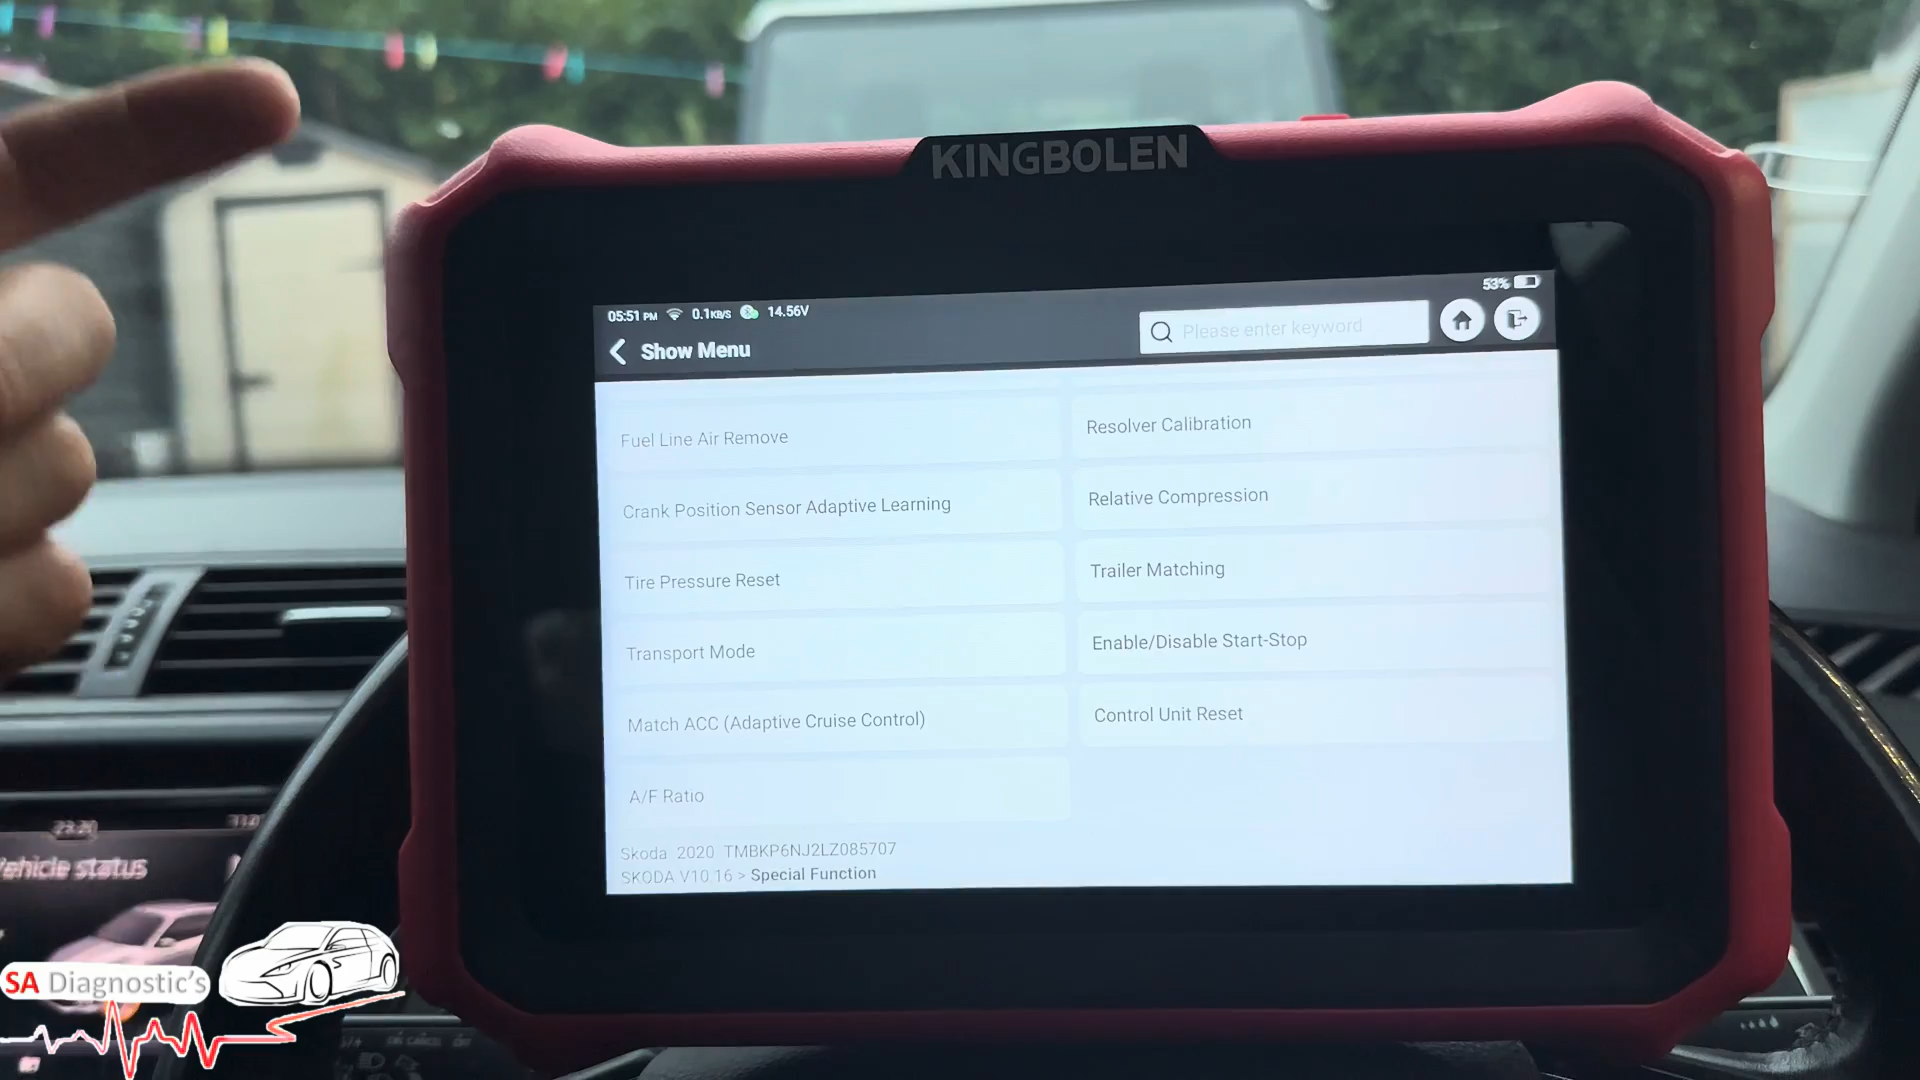 KINGBOLEN
53%
05:51 PM 0.1KB/S 14.56V
Please enter keyword
Show Menu
Fuel Line Air Remove
Resolver Calibration
Crank Position Sensor Adaptive Learning
Relative Compression
Tire Pressure Reset
Trailer Matching
Transport Mode
Enable/Disable Start-Stop
Match ACC (Adaptive Cruise Control)
Control Unit Reset
A/F Ratio
Skoda 2020 TMBKP6NJ2LZ085707
SKODA V10.16 > Special Function
Vehicle status
SA Diagnostic's